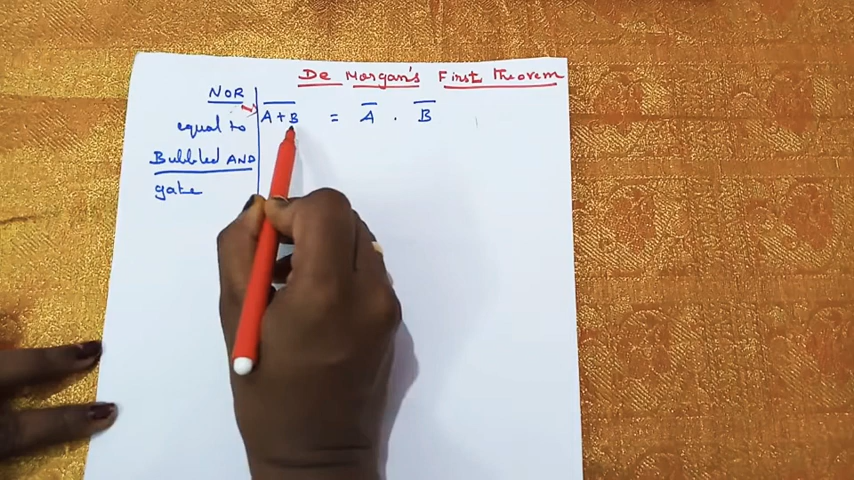 De Morgan's First Theorem
NOR
equal to
Bubbled AND
gate
A̅ ̅+̅ ̅B̅ = A̅ . B̅